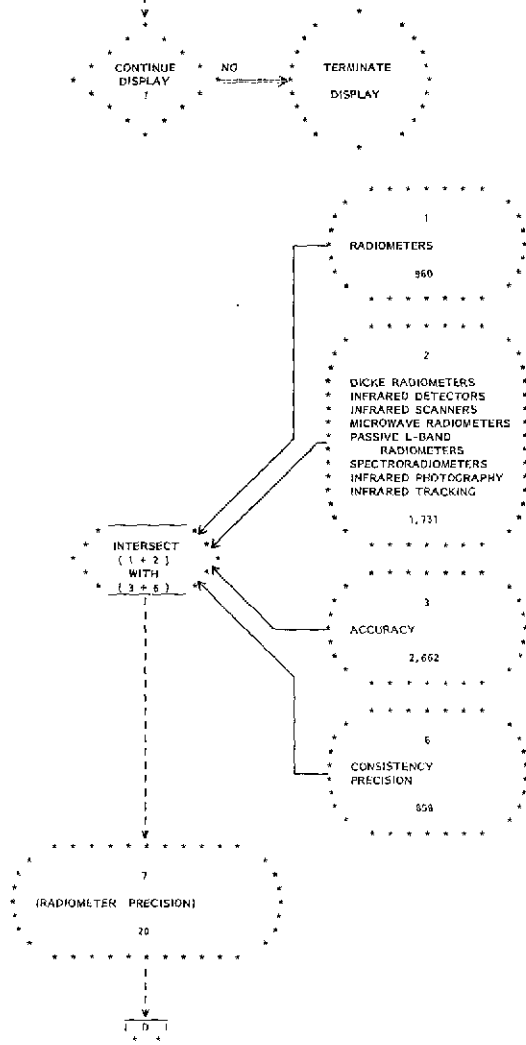 CONTINUE
DISPLAY
?
NO
TERMINATE
DISPLAY
1
RADIOMETERS
960
2
DICKE RADIOMETERS
INFRARED DETECTORS
INFRARED SCANNERS
MICROWAVE RADIOMETERS
PASSIVE L-BAND
RADIOMETERS
SPECTRORADIOMETERS
INFRARED PHOTOGRAPHY
INFRARED TRACKING
1,731
INTERSECT
( 1 + 2 )
WITH
( 3 + 6 )
3
ACCURACY
2,662
6
CONSISTENCY
PRECISION
858
7
(RADIOMETER PRECISION)
20
D